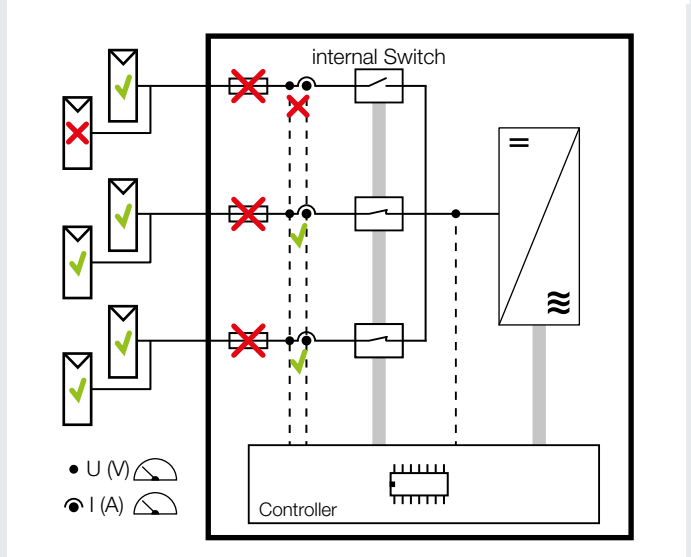 internal Switch
U (V)
I (A)
Controller